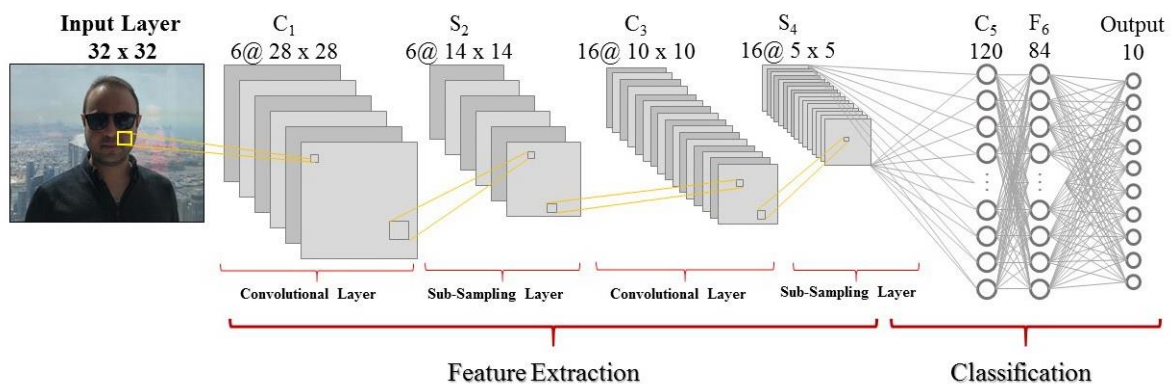 Input Layer
32 x 32
C1
6@ 28 x 28
S2
6@ 14 x 14
C3
16@ 10 x 10
S4
16@ 5 x 5
C5
120
F6
84
Output
10
Convolutional Layer
Sub-Sampling Layer
Convolutional Layer
Sub-Sampling Layer
Feature Extraction
Classification